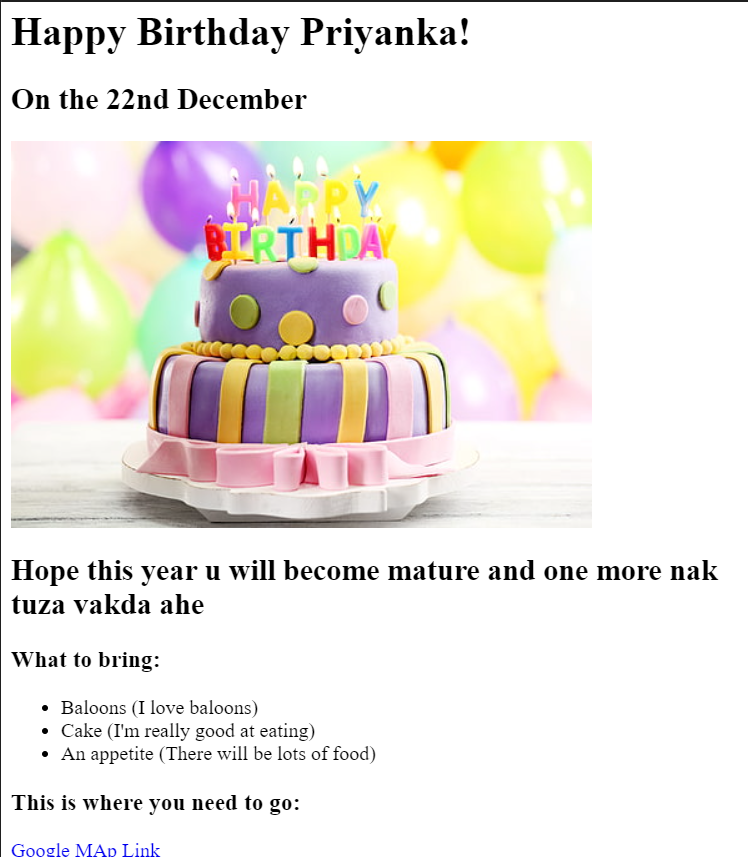 Happy Birthday Priyanka!
On the 22nd December
HAPPY
BIRTHDAY
Hope this year u will become mature and one more nak
tuza vakda ahe
What to bring:
Baloons (I love baloons)
Cake (I'm really good at eating)
An appetite (There will be lots of food)
This is where you need to go:
Google MAp Link